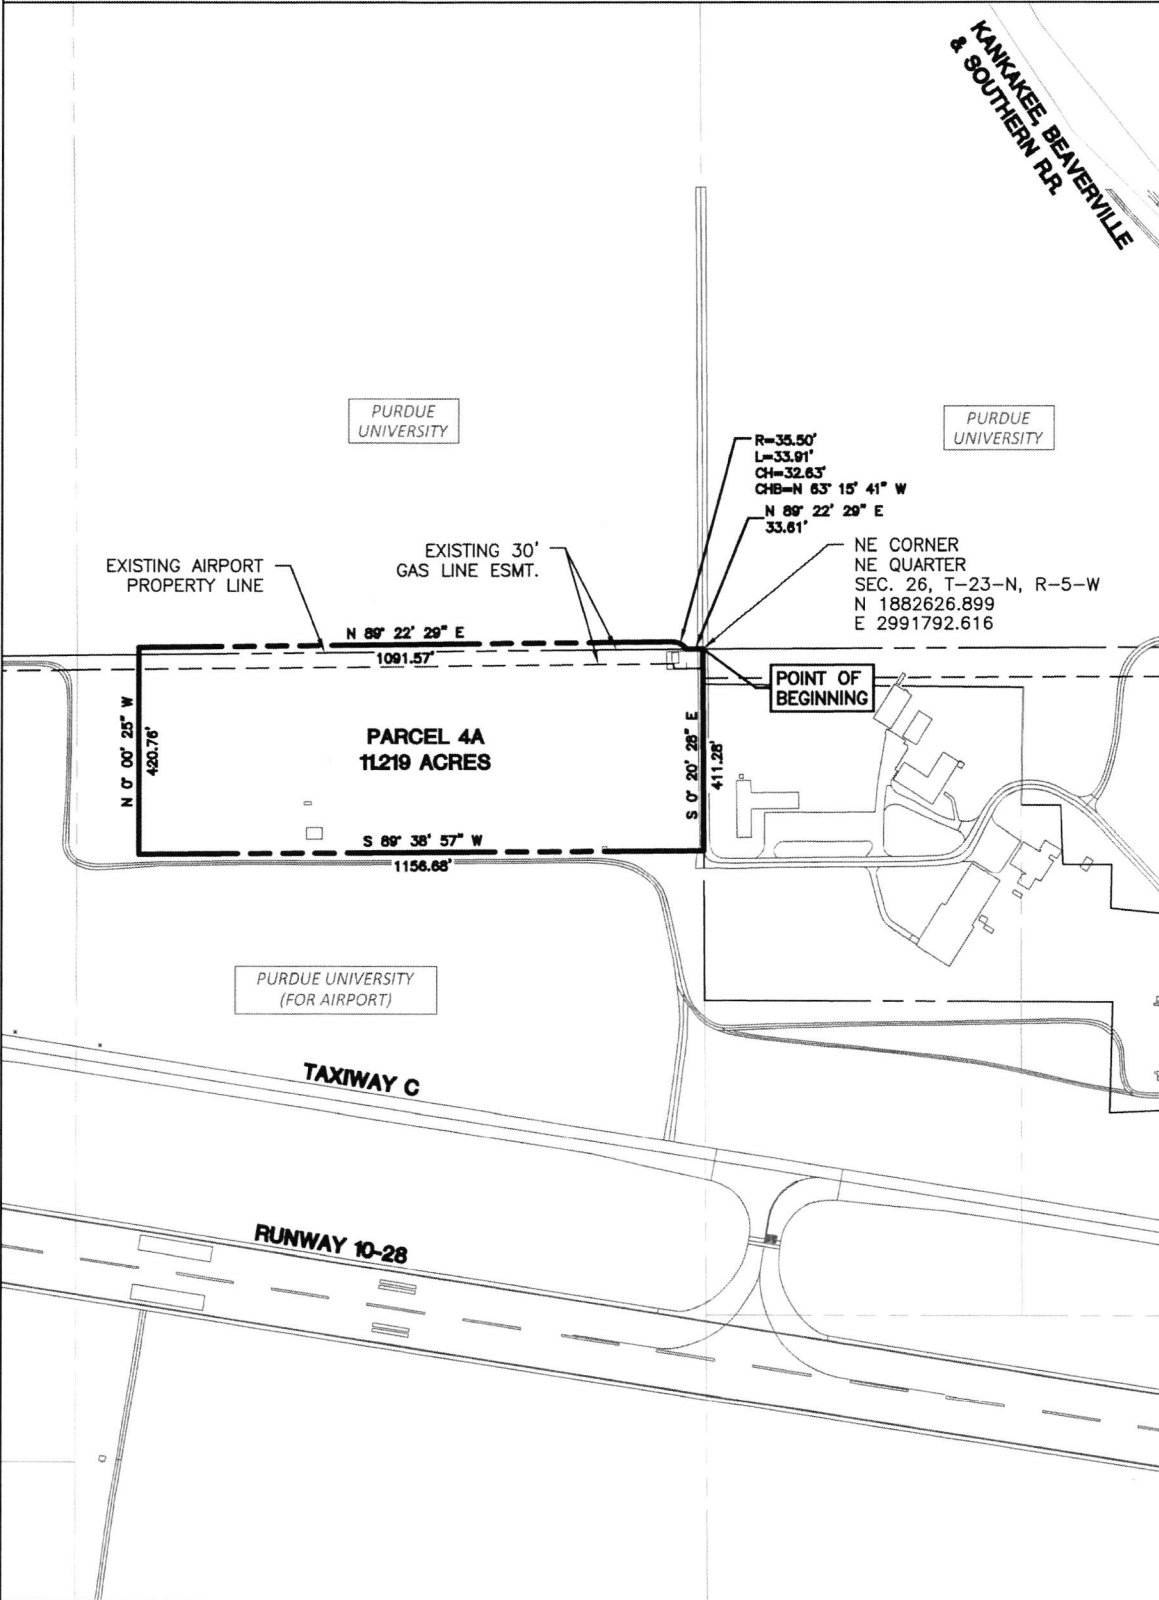 KANKAKEE, BEAVERVILLE
& SOUTHERN R.R.
PURDUE
UNIVERSITY
PURDUE
UNIVERSITY
R=35.50'
L=33.91'
CH=32.63'
CHB=N 63° 15' 41" W
N 89° 22' 29" E
33.61'
EXISTING AIRPORT
PROPERTY LINE
EXISTING 30'
GAS LINE ESMT.
NE CORNER
NE QUARTER
SEC. 26, T-23-N, R-5-W
N 1882626.899
E 2991792.616
N 89° 22' 29" E
1091.57'
POINT OF
BEGINNING
N 0° 00' 25" W
420.76'
PARCEL 4A
11.219 ACRES
S 0° 20' 28" E
411.28'
S 89° 38' 57" W
1156.68'
PURDUE UNIVERSITY
(FOR AIRPORT)
TAXIWAY C
RUNWAY 10-28